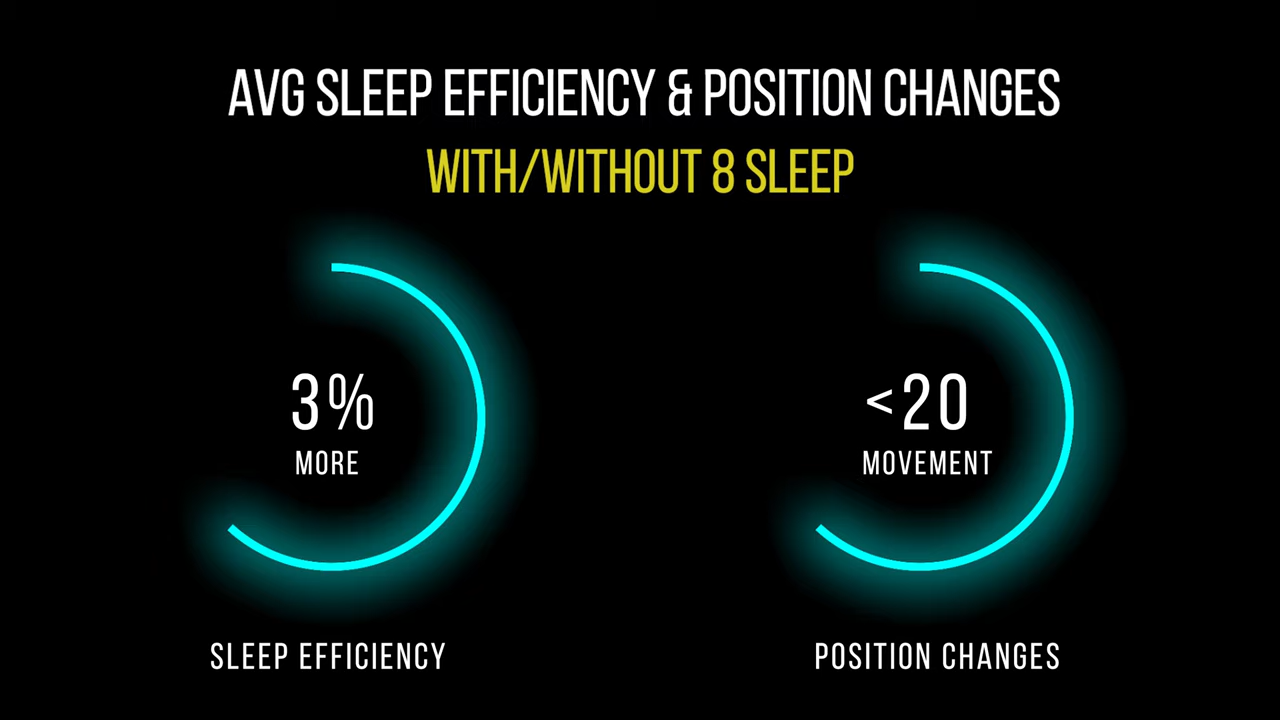 AVG SLEEP EFFICIENCY & POSITION CHANGES
WITH/WITHOUT 8 SLEEP
3%
MORE
SLEEP EFFICIENCY
<20
MOVEMENT
POSITION CHANGES